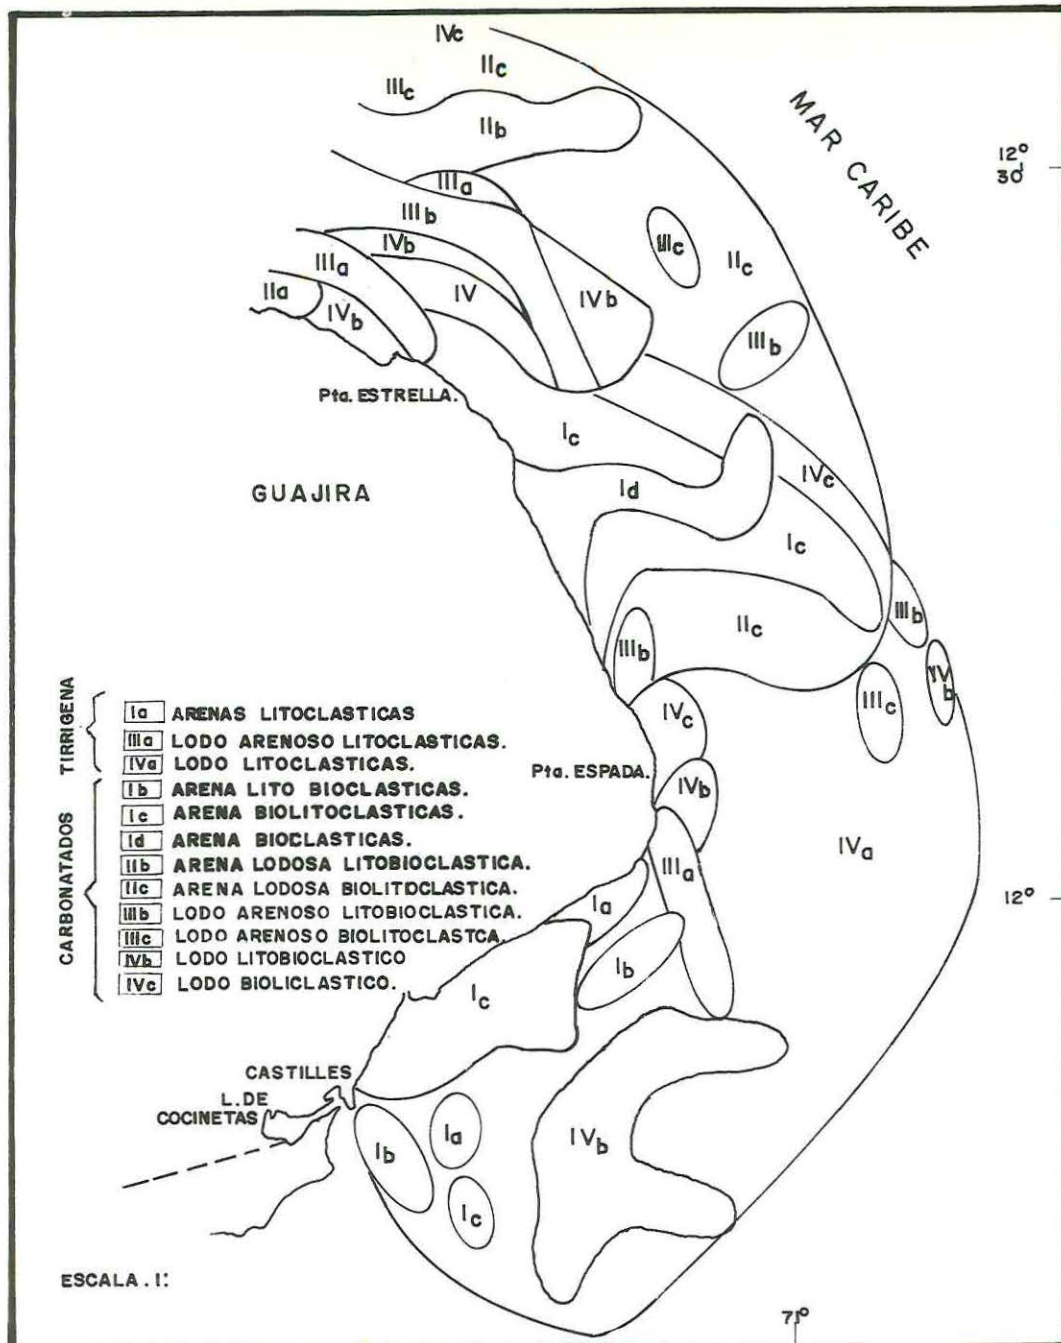 IVc
IIc
IIIc
IIb
MAR CARIBE
12°
30'
IIIa
IIIb
IVb
IIIc
IIc
IIIa
IV
IVb
IIa
IVb
IIIb
Pta. ESTRELLA.
Ic
GUAJIRA
Id
IVc
Ic
IIIb
IIc
IIIb
IVb
IIIc
IVc
Pta. ESPADA.
IVb
IVa
IIIa
12°
Ia
Ib
Ic
TIRRIGENA
Ia ARENAS LITOCLASTICAS
IIIa LODO ARENOSO LITOCLASTICAS.
IVa LODO LITOCLASTICAS.
CARBONATADOS
Ib ARENA LITO BIOCLASTICAS.
Ic ARENA BIOLITOCLASTICAS.
Id ARENA BIOCLASTICAS.
IIb ARENA LODOSA LITOBIOCLASTICA.
IIc ARENA LODOSA BIOLITOCLASTICA.
IIIb LODO ARENOSO LITOBIOCLASTICA.
IIIc LODO ARENOSO BIOLITOCLASTCA.
IVb LODO LITOBIOCLASTICO
IVc LODO BIOLICLASTICO.
CASTILLES
L. DE
COCINETAS
Ib
Ia
IVb
Ic
ESCALA . I:
71°